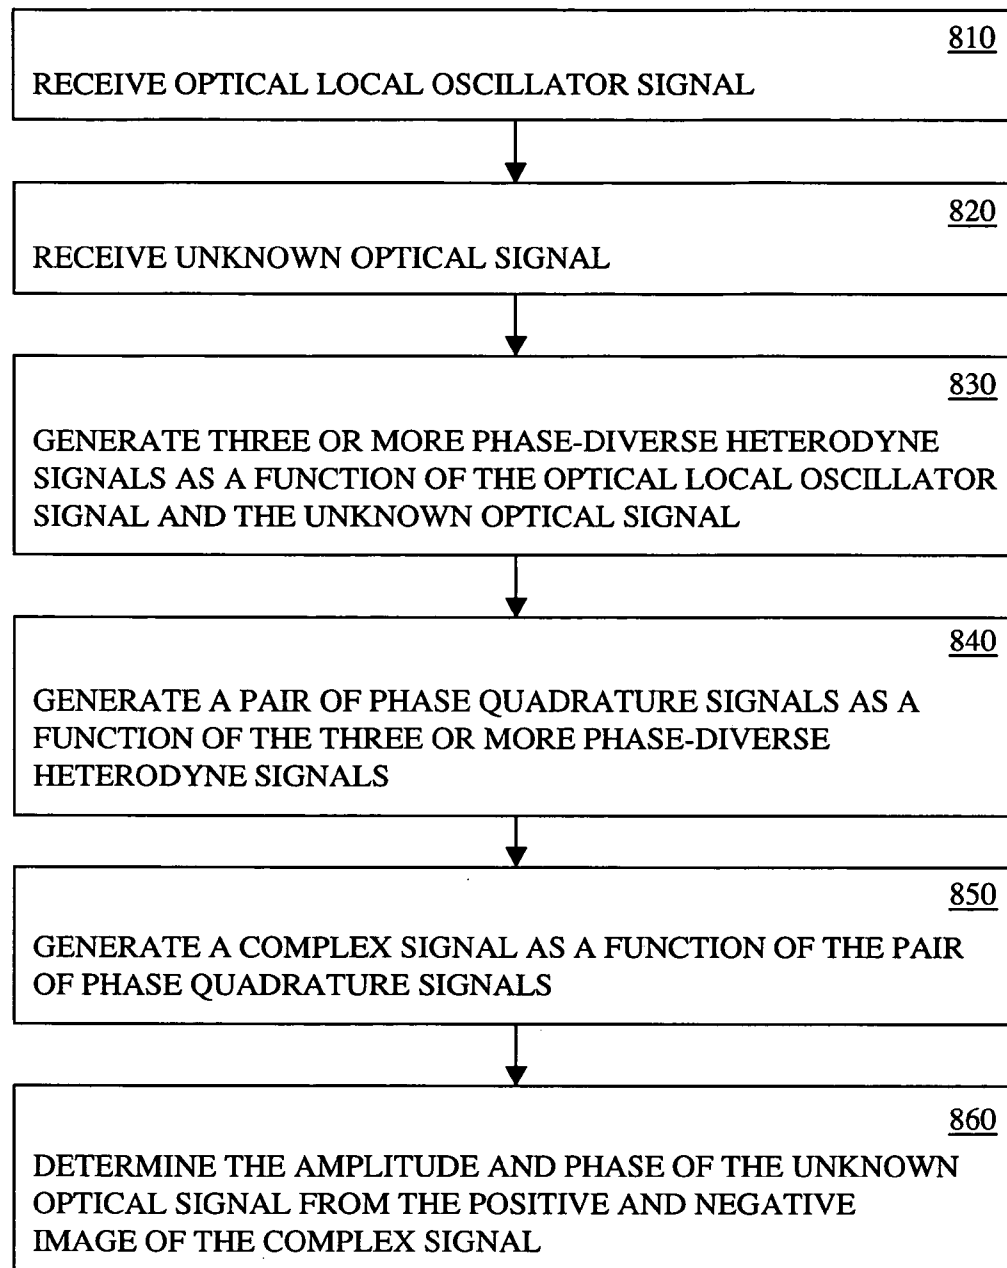 810
RECEIVE OPTICAL LOCAL OSCILLATOR SIGNAL
820
RECEIVE UNKNOWN OPTICAL SIGNAL
830
GENERATE THREE OR MORE PHASE-DIVERSE HETERODYNE
SIGNALS AS A FUNCTION OF THE OPTICAL LOCAL OSCILLATOR
SIGNAL AND THE UNKNOWN OPTICAL SIGNAL
840
GENERATE A PAIR OF PHASE QUADRATURE SIGNALS AS A
FUNCTION OF THE THREE OR MORE PHASE-DIVERSE
HETERODYNE SIGNALS
850
GENERATE A COMPLEX SIGNAL AS A FUNCTION OF THE PAIR
OF PHASE QUADRATURE SIGNALS
860
DETERMINE THE AMPLITUDE AND PHASE OF THE UNKNOWN
OPTICAL SIGNAL FROM THE POSITIVE AND NEGATIVE
IMAGE OF THE COMPLEX SIGNAL